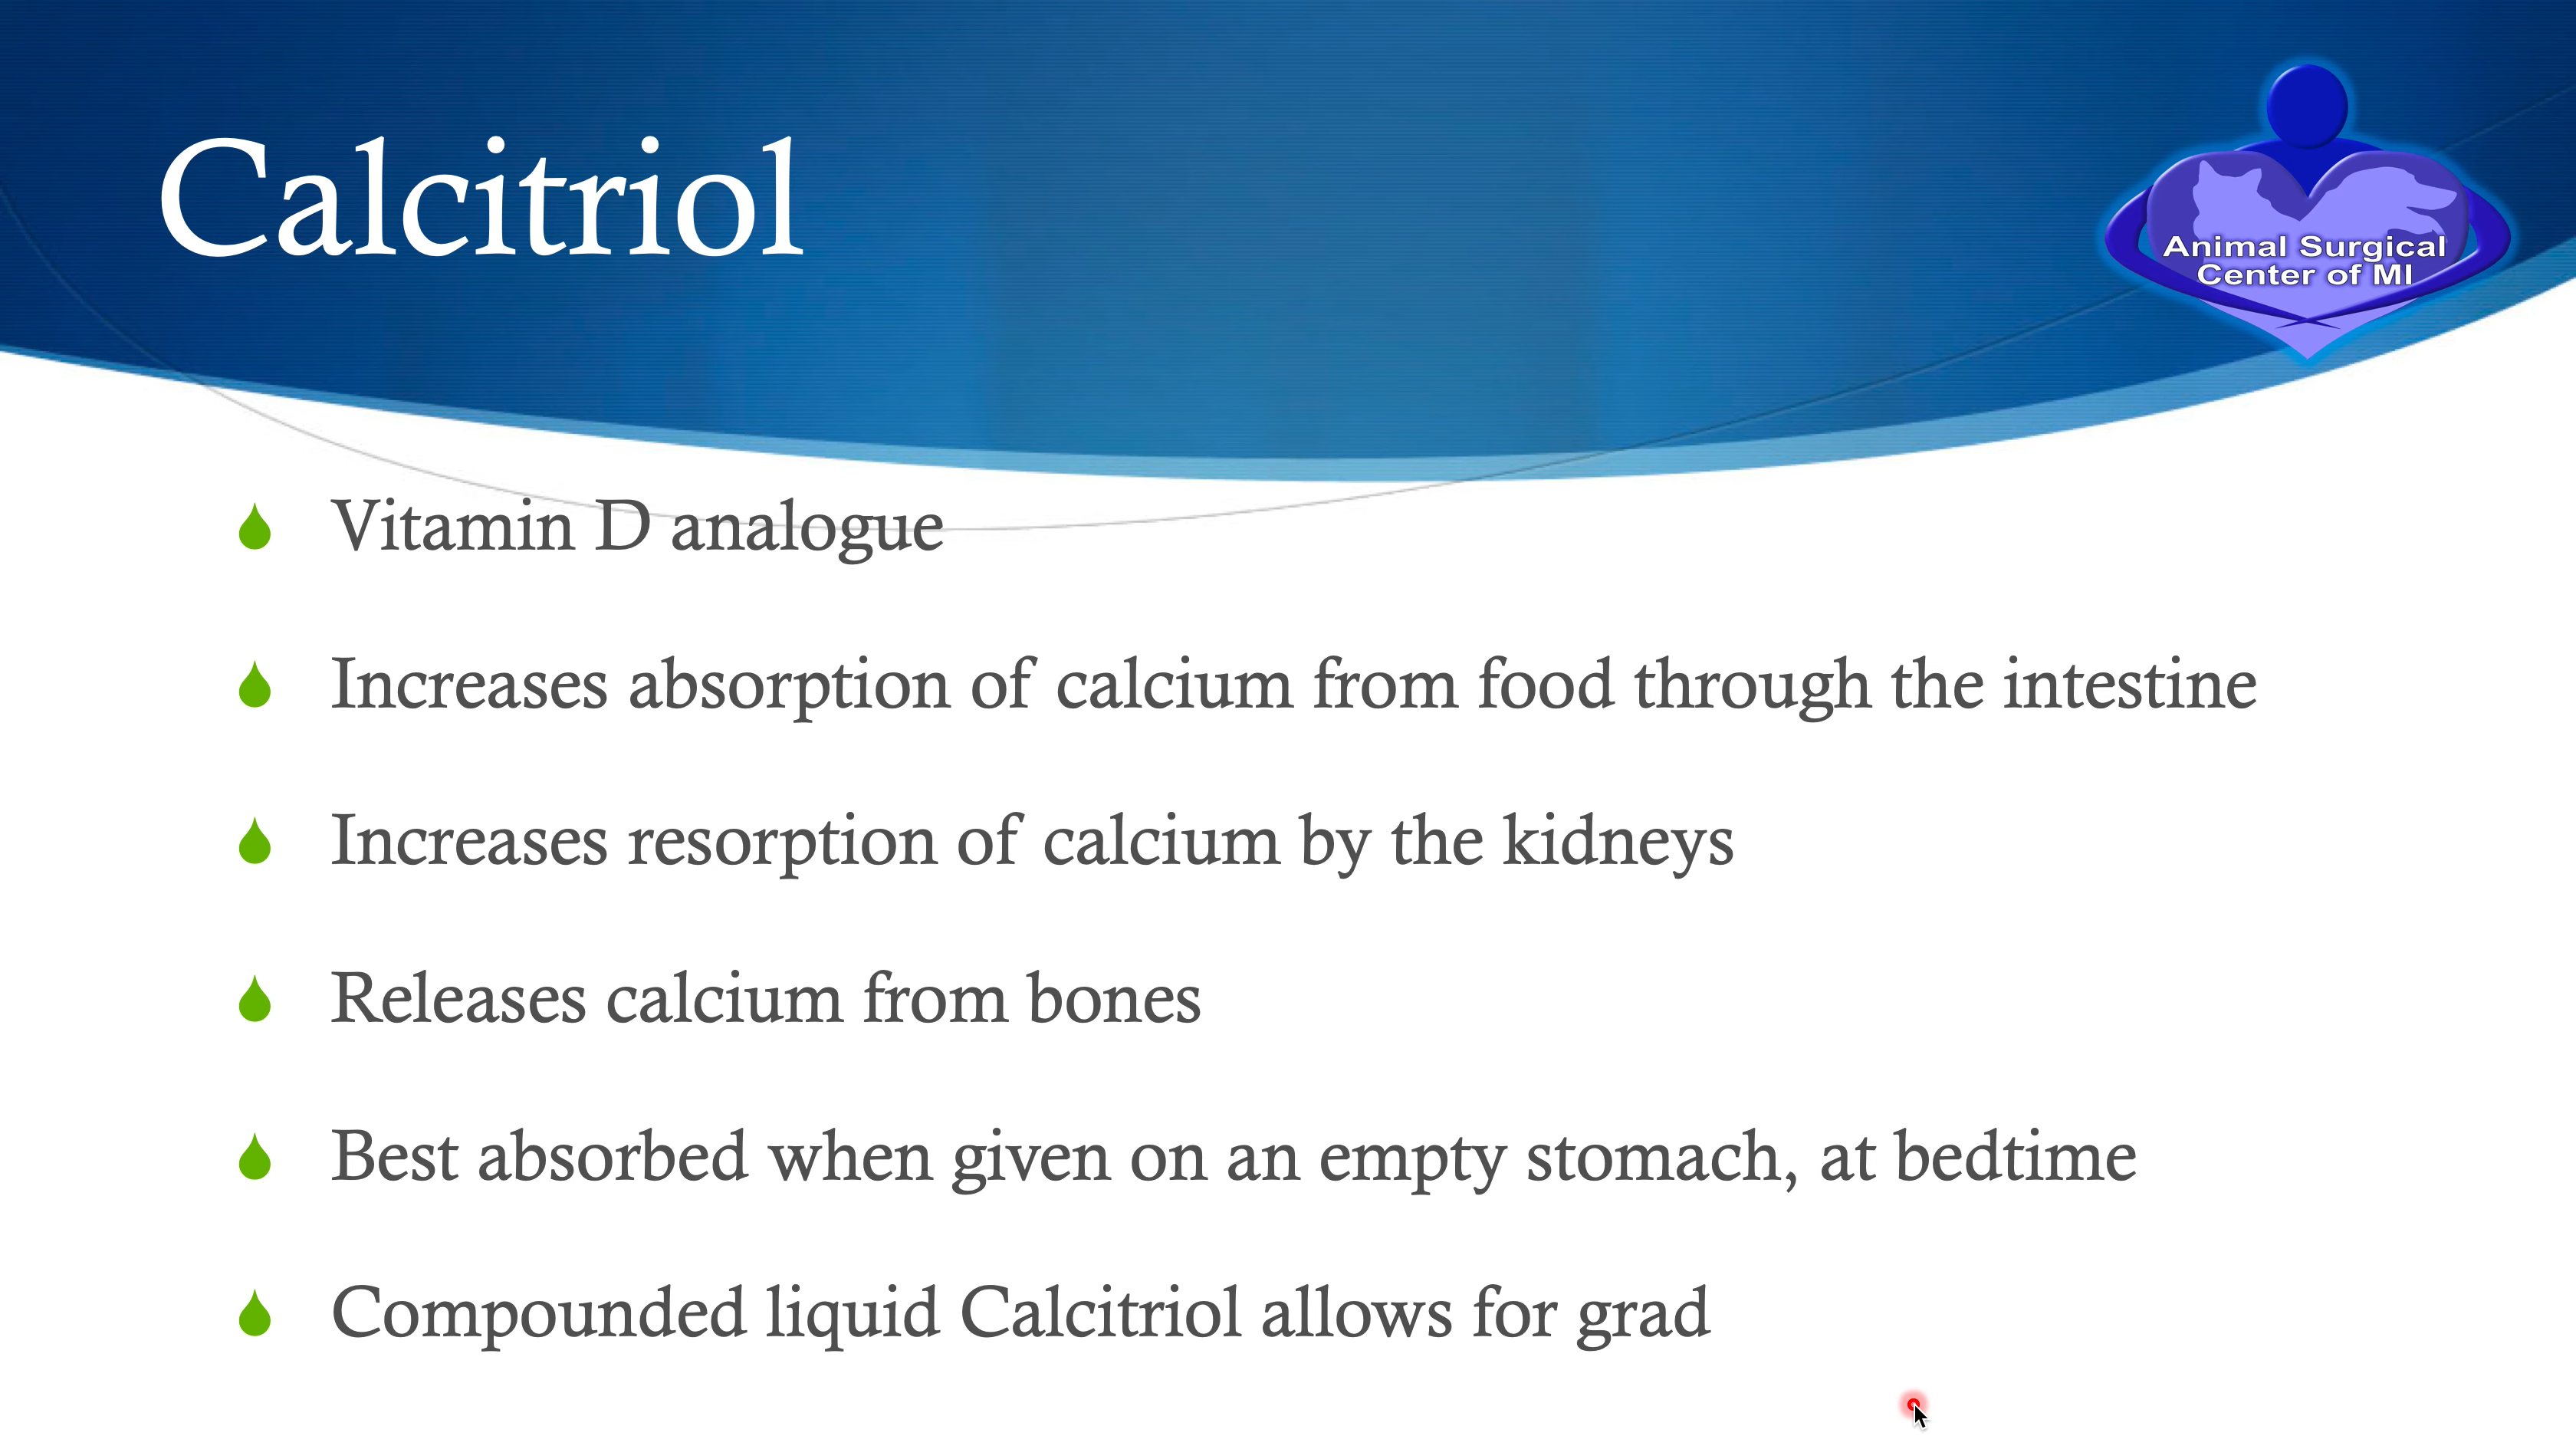 Calcitriol
Animal Surgical
Center of MI
Vitamin D analogue
Increases absorption of calcium from food through the intestine
Increases resorption of calcium by the kidneys
Releases calcium from bones
Best absorbed when given on an empty stomach, at bedtime
Compounded liquid Calcitriol allows for grad